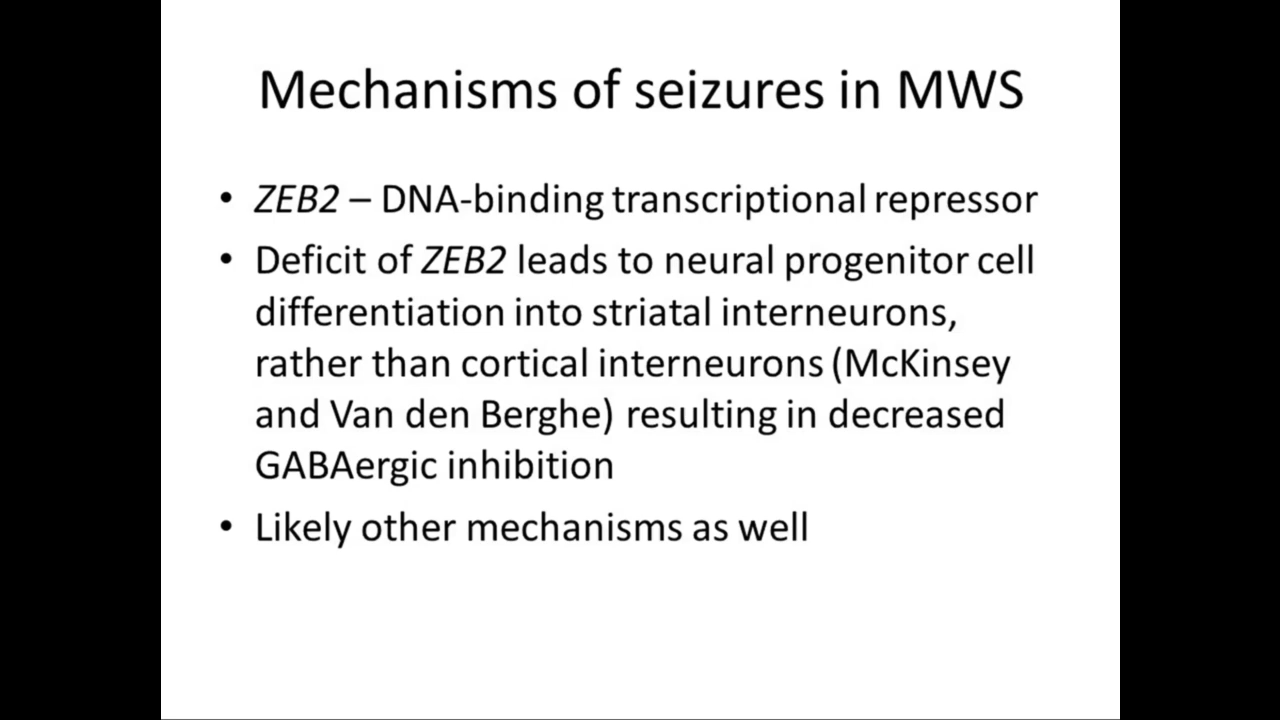 Mechanisms of seizures in MWS
• ZEB2 – DNA-binding transcriptional repressor
• Deficit of ZEB2 leads to neural progenitor cell
differentiation into striatal interneurons,
rather than cortical interneurons (McKinsey
and Van den Berghe) resulting in decreased
GABAergic inhibition
• Likely other mechanisms as well